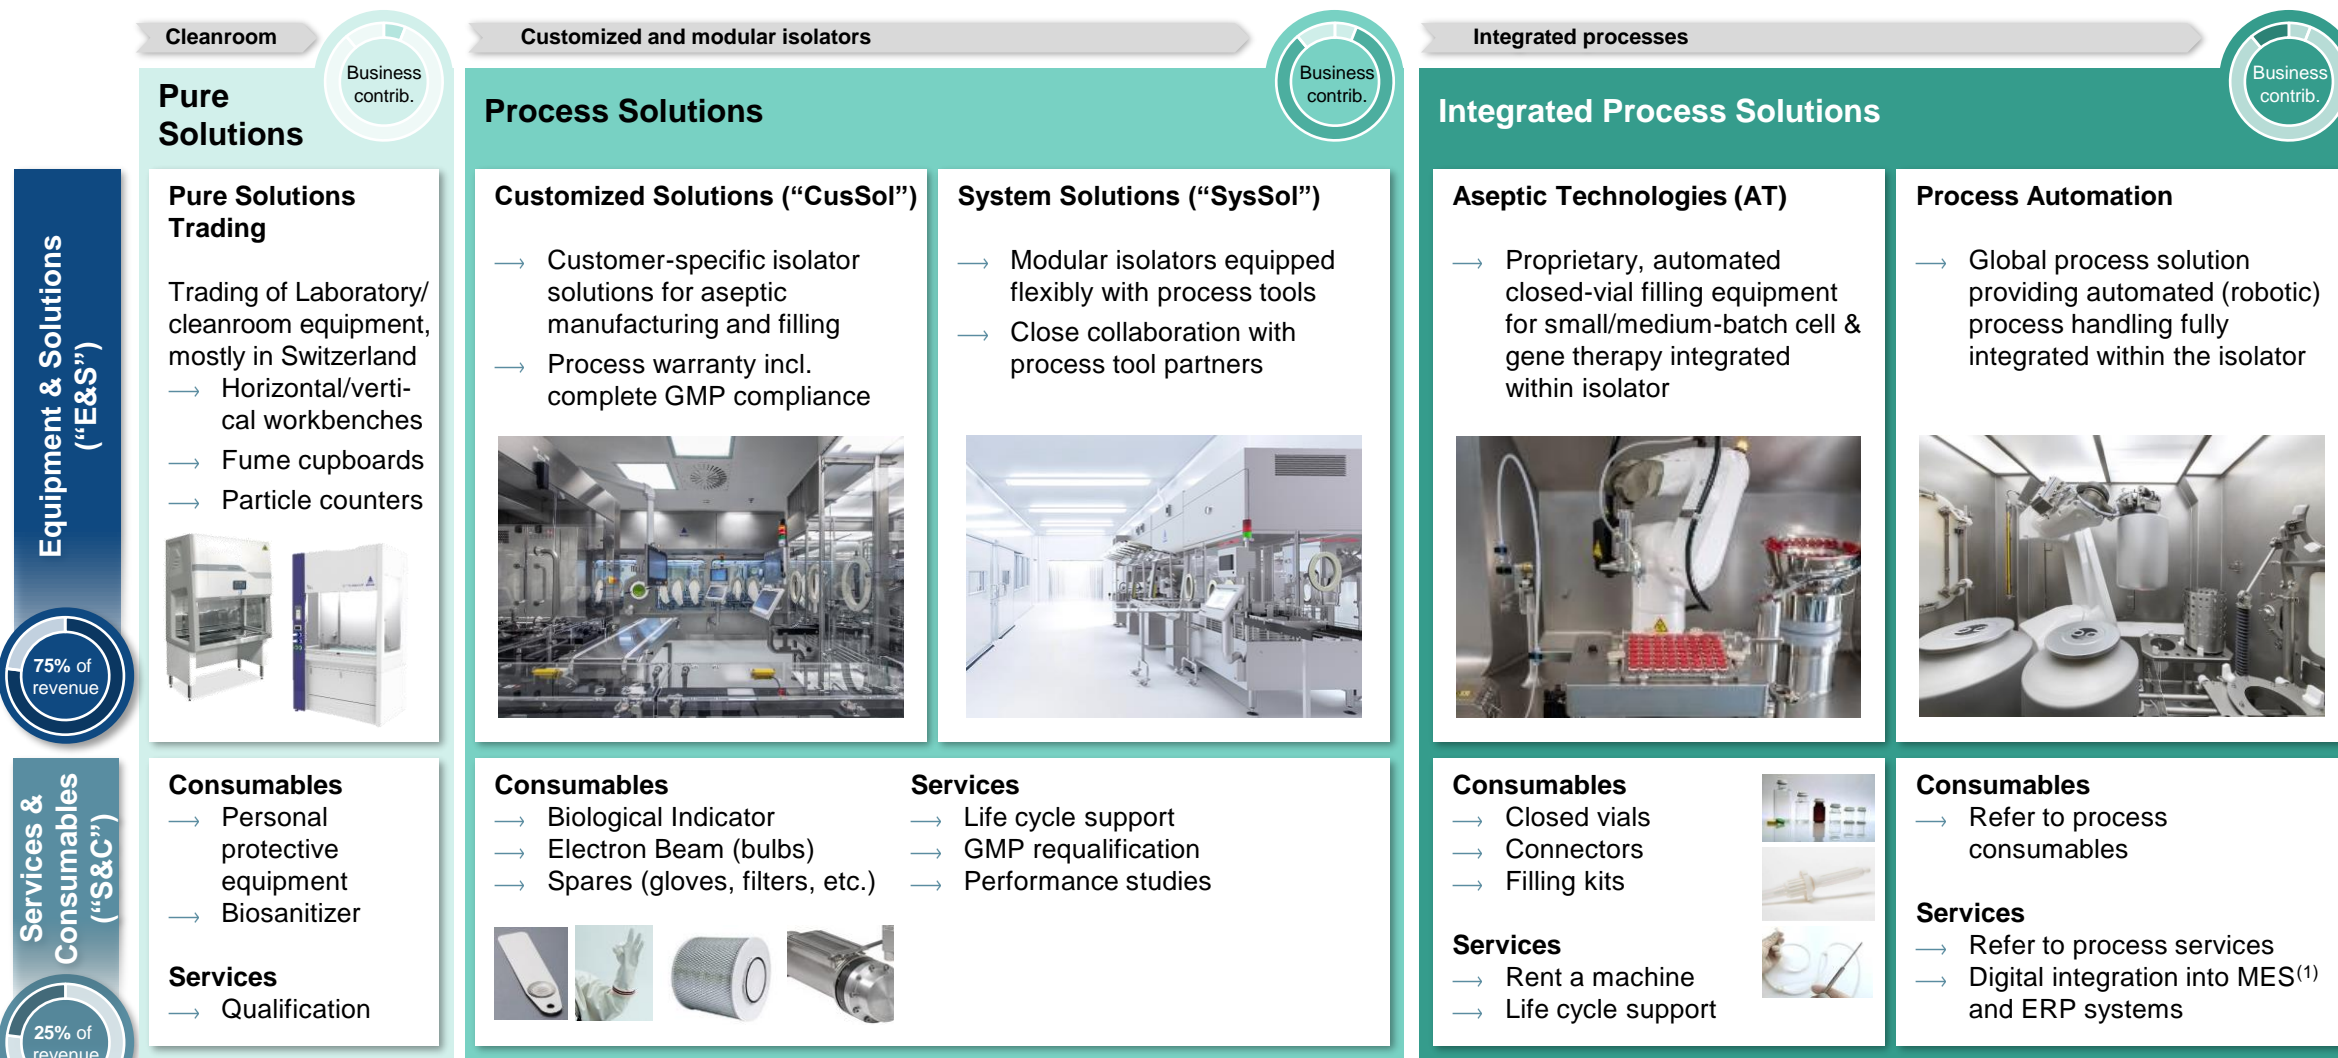 Cleanroom
Customized and modular isolators
Integrated processes
Business
contrib.
Business
contrib.
Business
contrib.
Pure
Solutions
Process Solutions
Integrated Process Solutions
Equipment & Solutions
(“E&S”)
75% of
revenue
Pure Solutions
Trading
Trading of Laboratory/
cleanroom equipment,
mostly in Switzerland
→ Horizontal/verti-
cal workbenches
→ Fume cupboards
→ Particle counters
Customized Solutions (“CusSol”)
→ Customer-specific isolator
solutions for aseptic
manufacturing and filling
→ Process warranty incl.
complete GMP compliance
System Solutions (“SysSol”)
→ Modular isolators equipped
flexibly with process tools
→ Close collaboration with
process tool partners
Aseptic Technologies (AT)
→ Proprietary, automated
closed-vial filling equipment
for small/medium-batch cell &
gene therapy integrated
within isolator
Process Automation
→ Global process solution
providing automated (robotic)
process handling fully
integrated within the isolator
Services &
Consumables
(“S&C”)
25% of
revenue
Consumables
→ Personal
protective
equipment
→ Biosanitizer
Services
→ Qualification
Consumables
→ Biological Indicator
→ Electron Beam (bulbs)
→ Spares (gloves, filters, etc.)
Services
→ Life cycle support
→ GMP requalification
→ Performance studies
Consumables
→ Closed vials
→ Connectors
→ Filling kits
Services
→ Rent a machine
→ Life cycle support
Consumables
→ Refer to process
consumables
Services
→ Refer to process services
→ Digital integration into MES(1)
and ERP systems